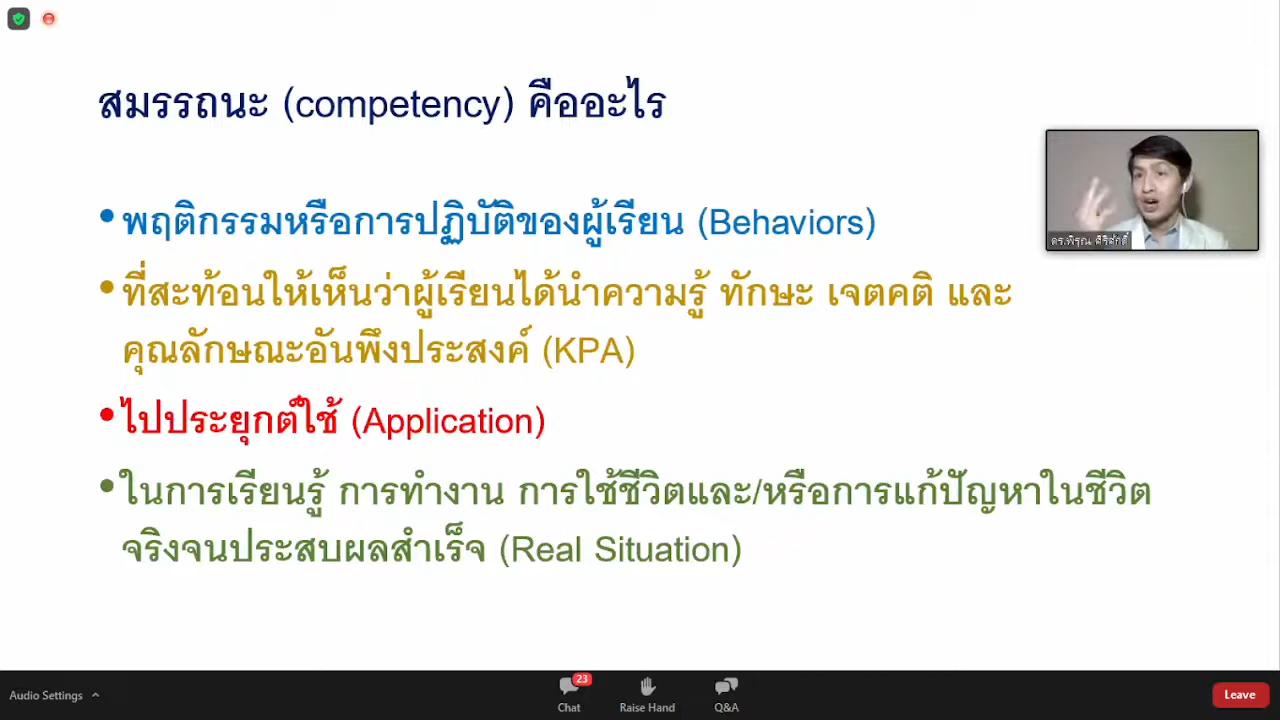 สมรรถนะ (competency) คืออะไร
•พฤติกรรมหรือการปฏิบัติของผู้เรียน (Behaviors)
•ที่สะท้อนให้เห็นว่าผู้เรียนได้นำความรู้ ทักษะ เจตคติ และ
คุณลักษณะอันพึงประสงค์ (KPA)
•ไปประยุกต์ใช้ (Application)
•ในการเรียนรู้ การทำงาน การใช้ชีวิตและ/หรือการแก้ปัญหาในชีวิต
จริงจนประสบผลสำเร็จ (Real Situation)
ดร.พิรุณ ศิริศักดิ์
Audio Settings
23
Chat
Raise Hand
Q&A
Leave